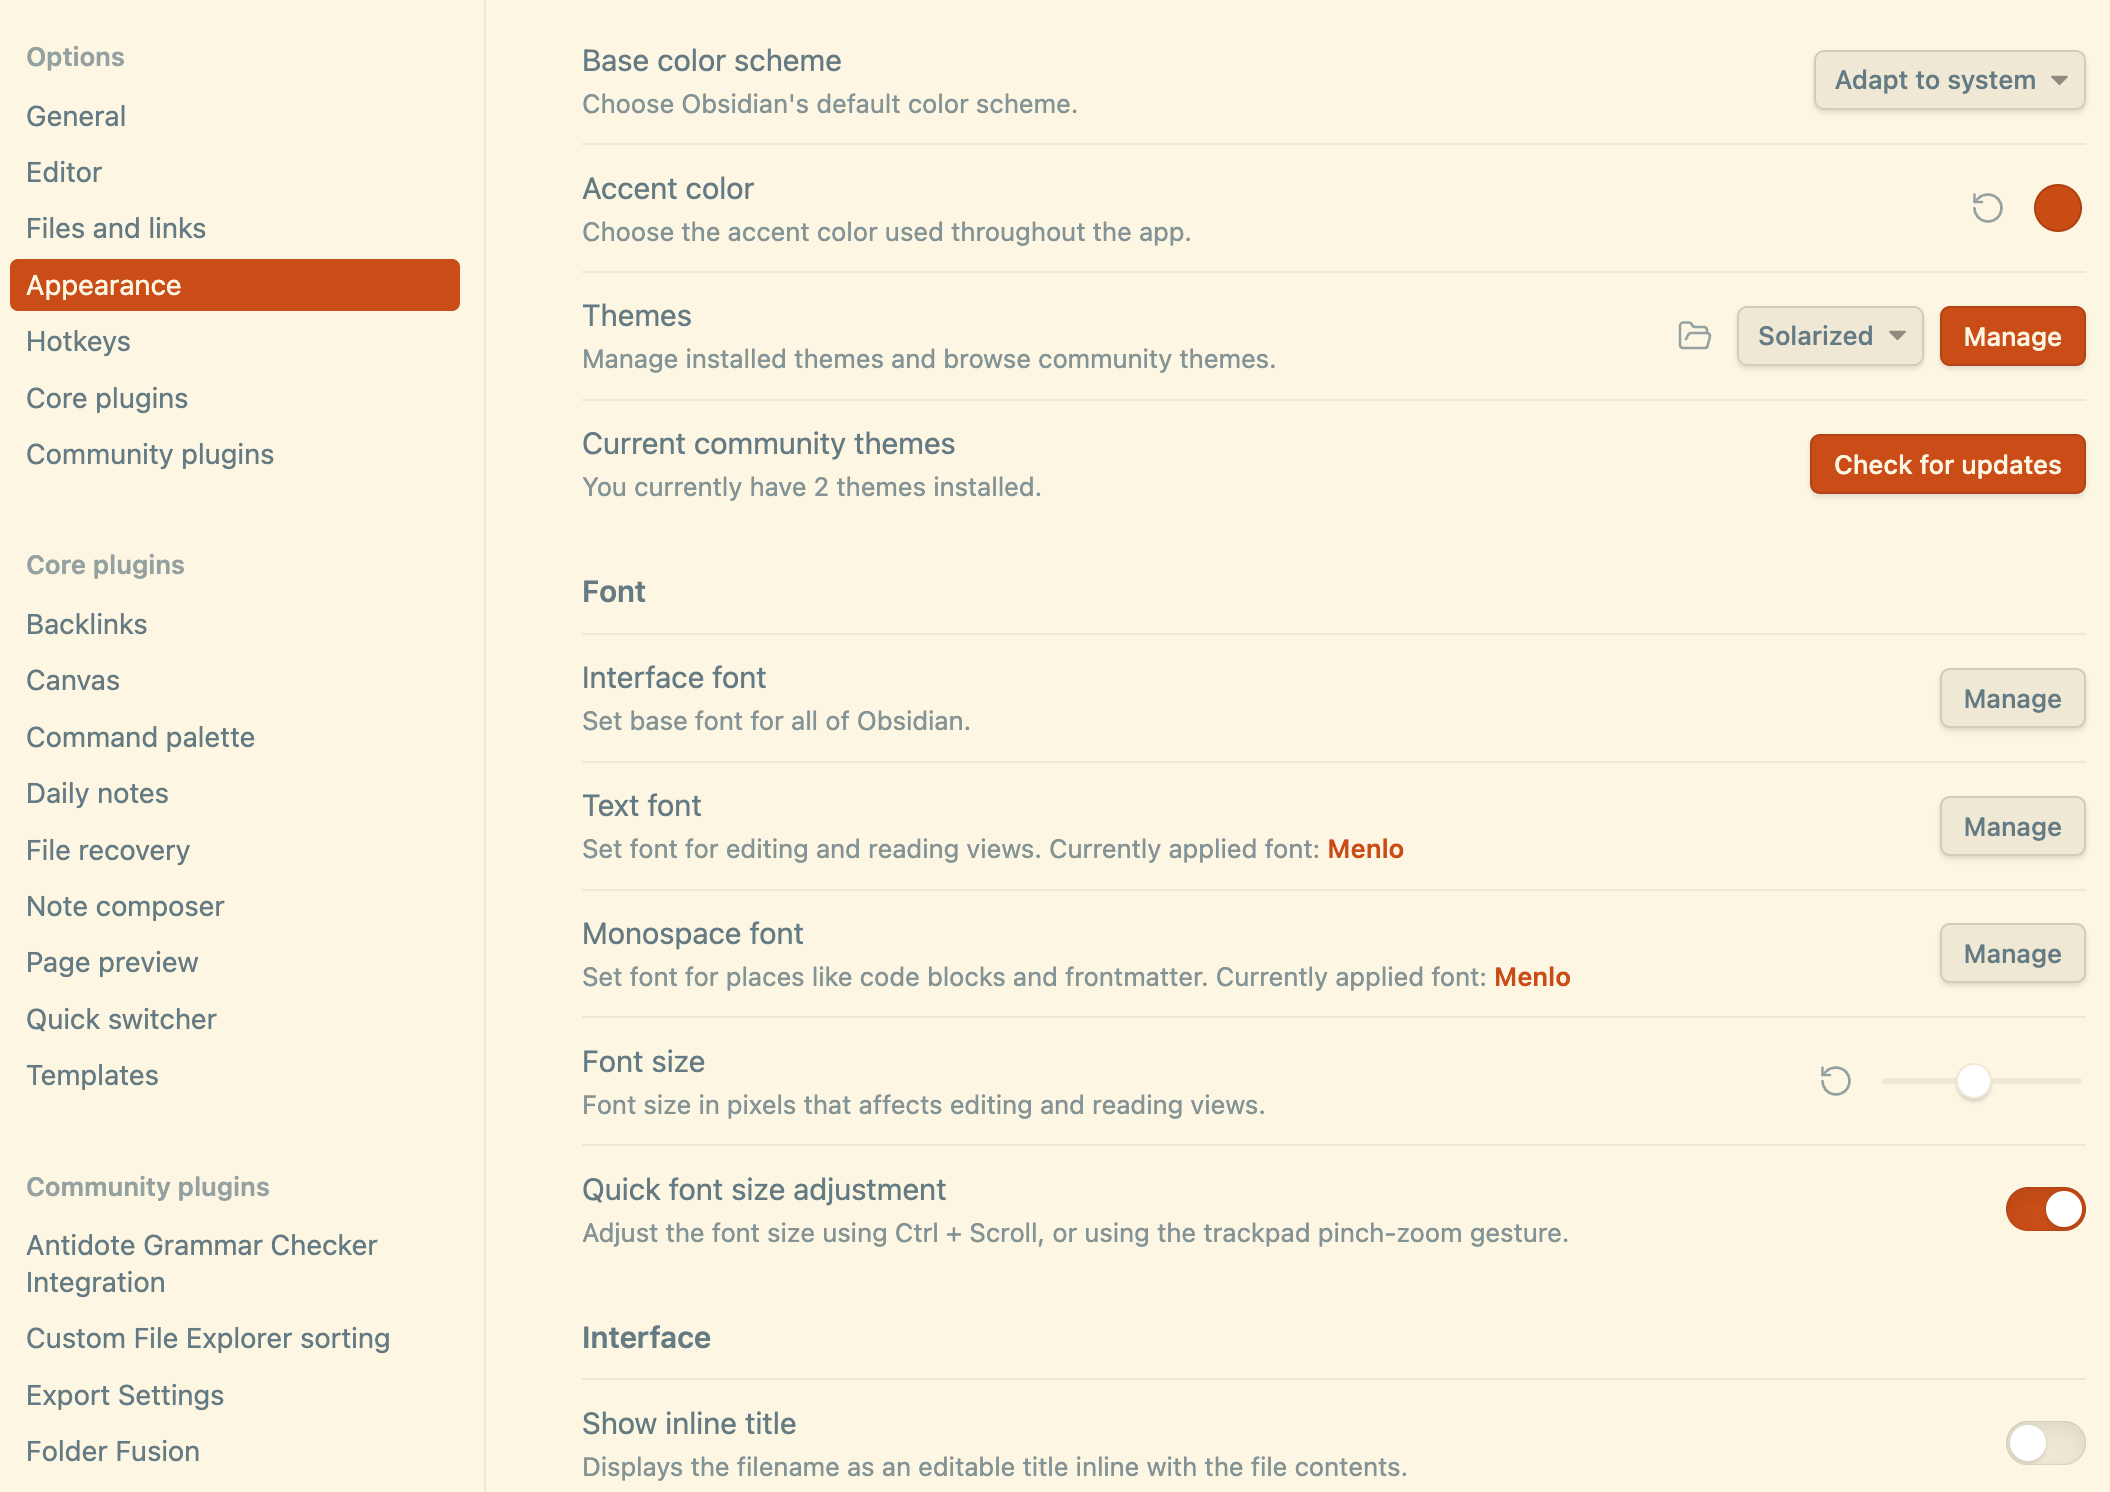 Options
General
Editor
Files and links
Appearance
Hotkeys
Core plugins
Community plugins
Core plugins
Backlinks
Canvas
Command palette
Daily notes
File recovery
Note composer
Page preview
Quick switcher
Templates
Community plugins
Antidote Grammar Checker
Integration
Custom File Explorer sorting
Export Settings
Folder Fusion
Base color scheme
Choose Obsidian's default color scheme.
Adapt to system
Accent color
Choose the accent color used throughout the app.
Themes
Manage installed themes and browse community themes.
Solarized
Manage
Current community themes
You currently have 2 themes installed.
Check for updates
Font
Interface font
Set base font for all of Obsidian.
Manage
Text font
Set font for editing and reading views. Currently applied font: Menlo
Manage
Monospace font
Set font for places like code blocks and frontmatter. Currently applied font: Menlo
Manage
Font size
Font size in pixels that affects editing and reading views.
Quick font size adjustment
Adjust the font size using Ctrl + Scroll, or using the trackpad pinch-zoom gesture.
Interface
Show inline title
Displays the filename as an editable title inline with the file contents.